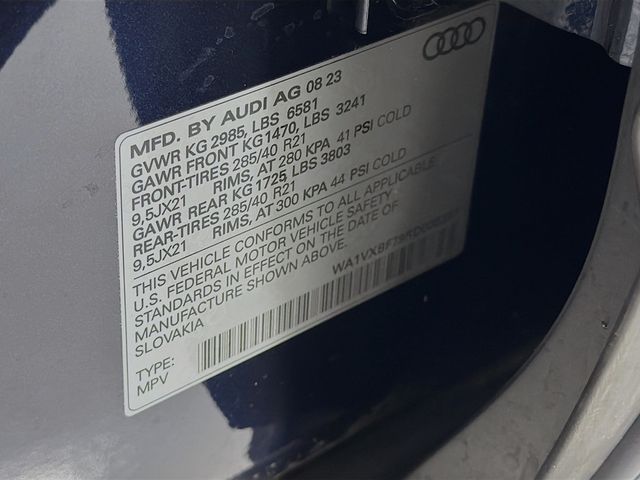 MFD. BY AUDI AG 08 23
GVWR KG 2985, LBS 6581
GAWR FRONT KG 1470, LBS 3241
FRONT-TIRES 285/40 R21
9,5JX21 RIMS, AT 280 KPA 41 PSI COLD
GAWR REAR KG 1725, LBS 3803
REAR-TIRES 285/40 R21
9,5JX21 RIMS, AT 300 KPA 44 PSI COLD
THIS VEHICLE CONFORMS TO ALL APPLICABLE
U.S. FEDERAL MOTOR VEHICLE SAFETY
STANDARDS IN EFFECT ON THE DATE OF
MANUFACTURE SHOWN ABOVE.
SLOVAKIA
TYPE:
MPV